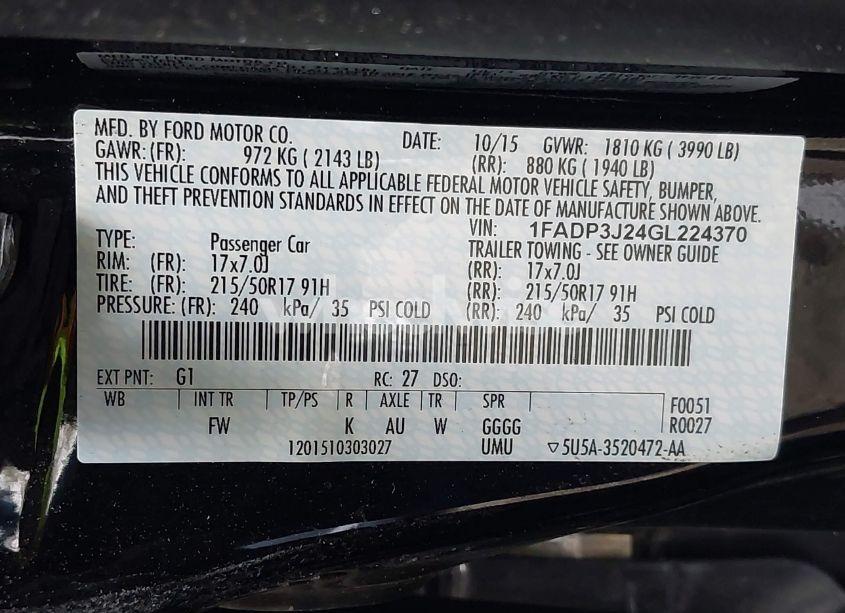 MFD. BY FORD MOTOR CO. DATE: 10/15 GVWR: 1810 KG ( 3990 LB)
GAWR: (FR): 972 KG ( 2143 LB) (RR): 880 KG ( 1940 LB)
THIS VEHICLE CONFORMS TO ALL APPLICABLE FEDERAL MOTOR VEHICLE SAFETY, BUMPER,
AND THEFT PREVENTION STANDARDS IN EFFECT ON THE DATE OF MANUFACTURE SHOWN ABOVE.
VIN: 1FADP3J24GL224370
TYPE: Passenger Car TRAILER TOWING - SEE OWNER GUIDE
RIM: (FR): 17x7.0J (RR): 17x7.0J
TIRE: (FR): 215/50R17 91H (RR): 215/50R17 91H
PRESSURE: (FR): 240 kPa/ 35 PSI COLD (RR): 240 kPa/ 35 PSI COLD
EXT PNT: G1 RC: 27 DSO:
WB INT TR TP/PS R AXLE TR SPR F0051
FW K AU W GGGG R0027
1201510303027 UMU ▽5U5A-3520472-AA